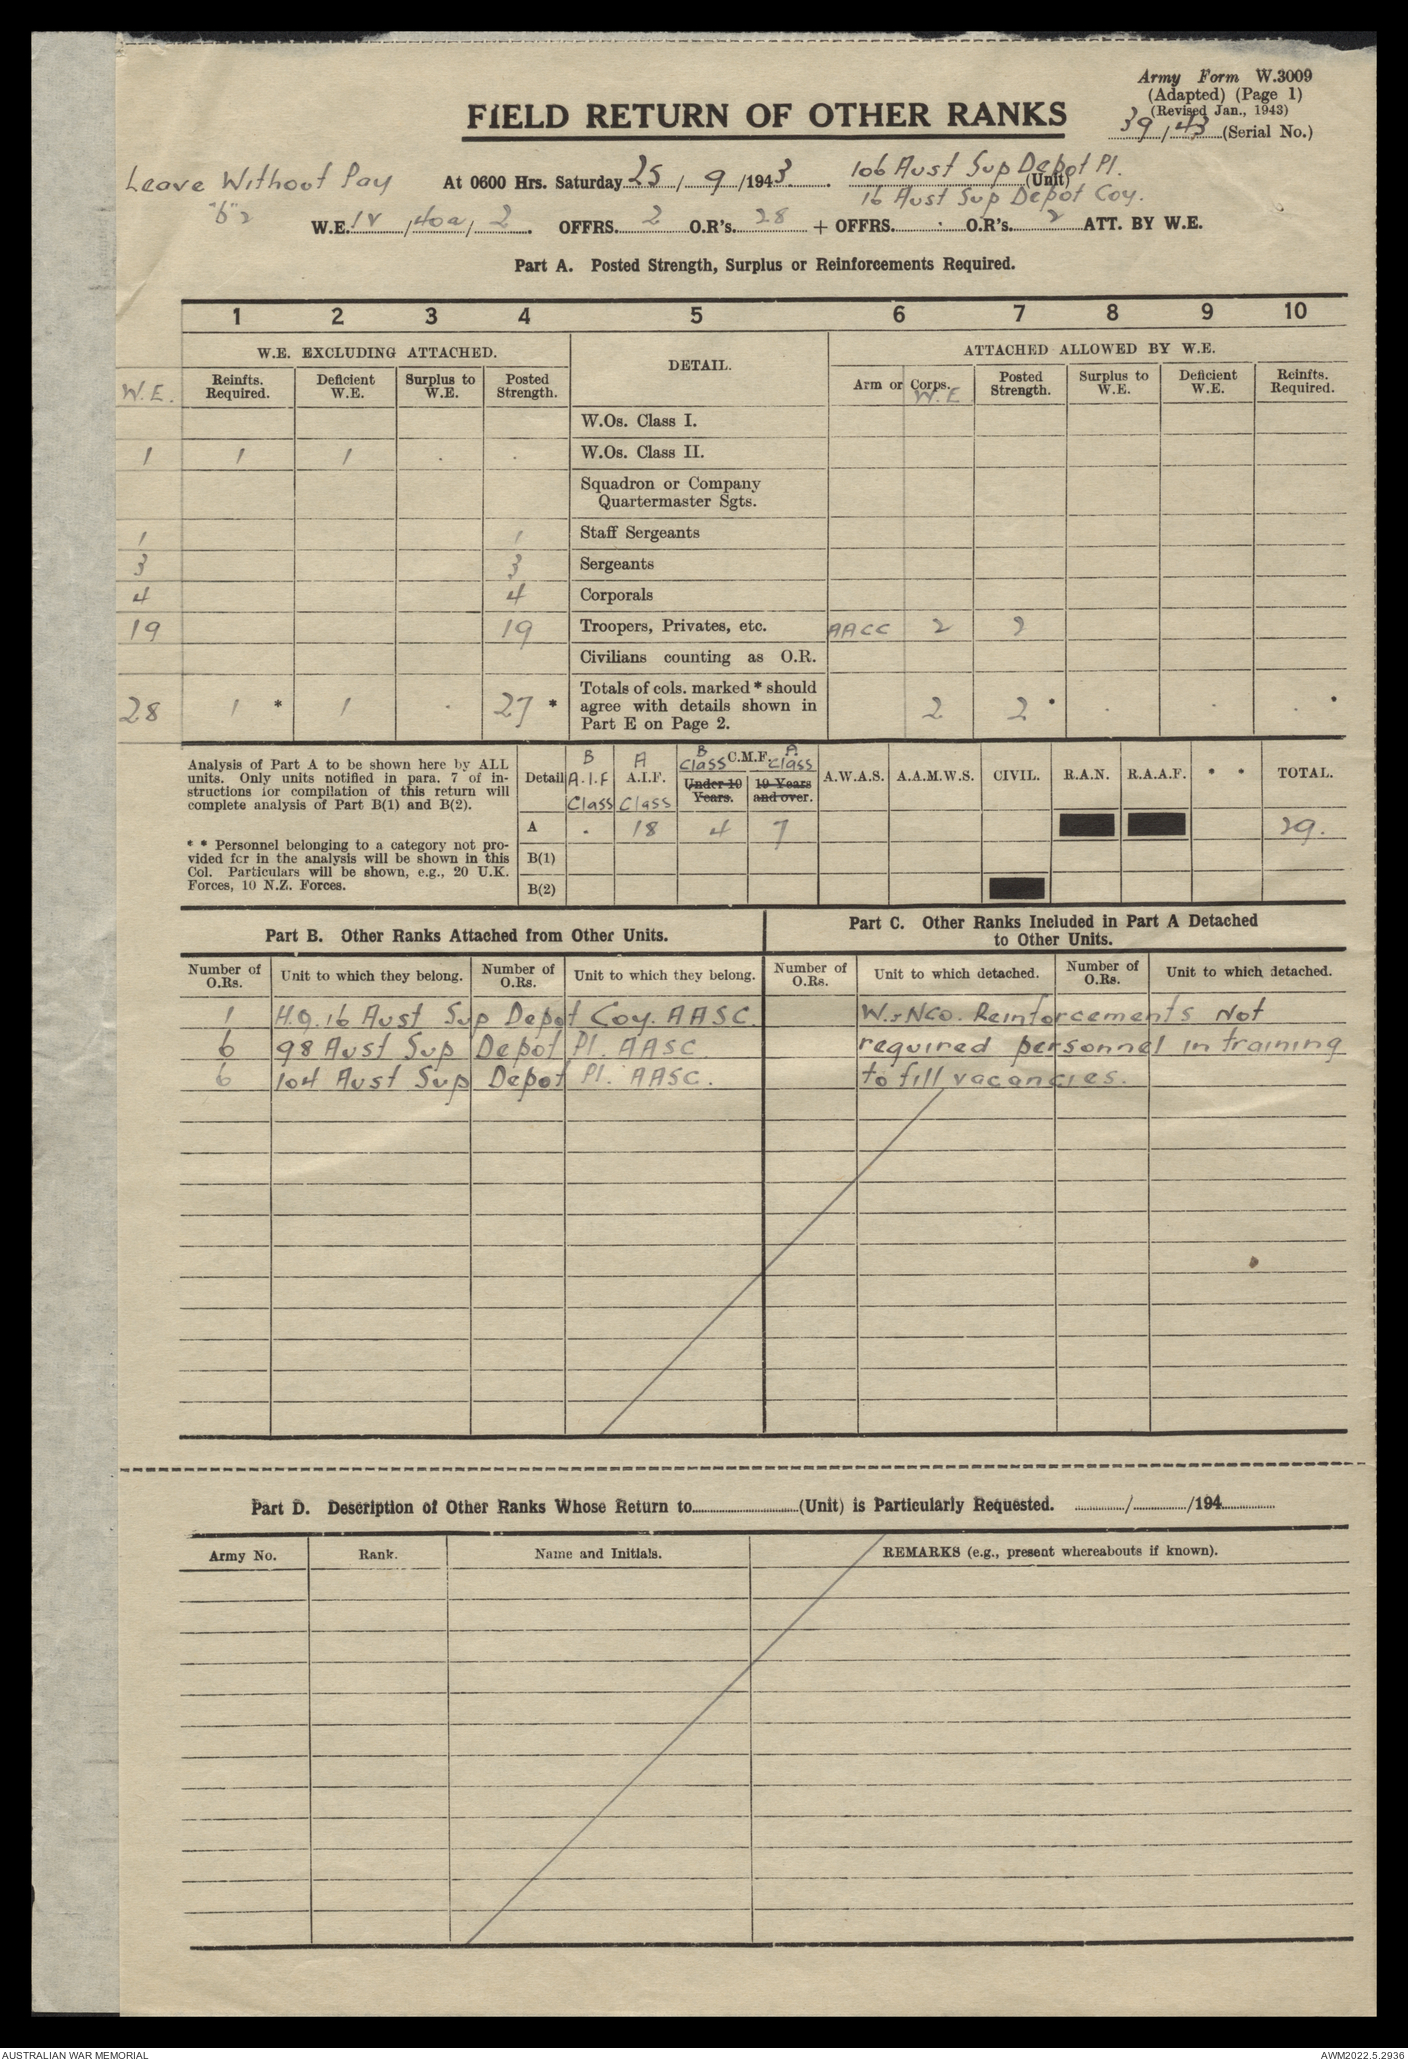 Army Form W.3009
(Adapted) (Page 1)
(Revised Jan., 1943)
39/43 (Serial No.)
FIELD RETURN OF OTHER RANKS
Leave Without Pay
"b" 2
At 0600 Hrs. Saturday 25/9/1943. 106 Aust Sup Depot Pl. (Unit)
16 Aust Sup Depot Coy.
W.E. IV/40a/2. OFFRS. 2 O.R's. 28 + OFFRS. . O.R's. 2 ATT. BY W.E.
Part A. Posted Strength, Surplus or Reinforcements Required.
1 2 3 4 5 6 7 8 9 10
W.E. EXCLUDING ATTACHED. DETAIL. ATTACHED ALLOWED BY W.E.
W.E. Reinfts. Required. Deficient W.E. Surplus to W.E. Posted Strength. Arm or Corps. W.E Posted Strength. Surplus to W.E. Deficient W.E. Reinfts. Required.
W.Os. Class I.
1 1 1 . . W.Os. Class II.
Squadron or Company
Quartermaster Sgts.
1 1 Staff Sergeants
3 3 Sergeants
4 4 Corporals
19 19 Troopers, Privates, etc. AACC 2 2
Civilians counting as O.R.
28 1 * 1 . 27 * Totals of cols. marked * should agree with details shown in Part E on Page 2. 2 2 * . . . *
Analysis of Part A to be shown here by ALL
units. Only units notified in para. 7 of in-
structions for compilation of this return will
complete analysis of Part B(1) and B(2).
* * Personnel belonging to a category not pro-
vided for in the analysis will be shown in this
Col. Particulars will be shown, e.g., 20 U.K.
Forces, 10 N.Z. Forces.
Detail B A.I.F Class A A.I.F. Class C.M.F. B Class Under 19 Years. A Class 19 Years and over. A.W.A.S. A.A.M.W.S. CIVIL. R.A.N. R.A.A.F. * * TOTAL.
A . 18 4 7 29.
B(1)
B(2)
Part B. Other Ranks Attached from Other Units.
Part C. Other Ranks Included in Part A Detached
to Other Units.
Number of O.Rs. Unit to which they belong. Number of O.Rs. Unit to which they belong. Number of O.Rs. Unit to which detached. Number of O.Rs. Unit to which detached.
1 H.Q. 16 Aust Sup Depot Coy. AASC. W.&NCO. Reinforcements Not
6 98 Aust Sup Depot Pl. AASC required personnel in training
6 104 Aust Sup Depot Pl. AASC. to fill vacancies.
Part D. Description of Other Ranks Whose Return to (Unit) is Particularly Requested. / /194
Army No. Rank. Name and Initials. REMARKS (e.g., present whereabouts if known).
AUSTRALIAN WAR MEMORIAL AWM2022.5.2936